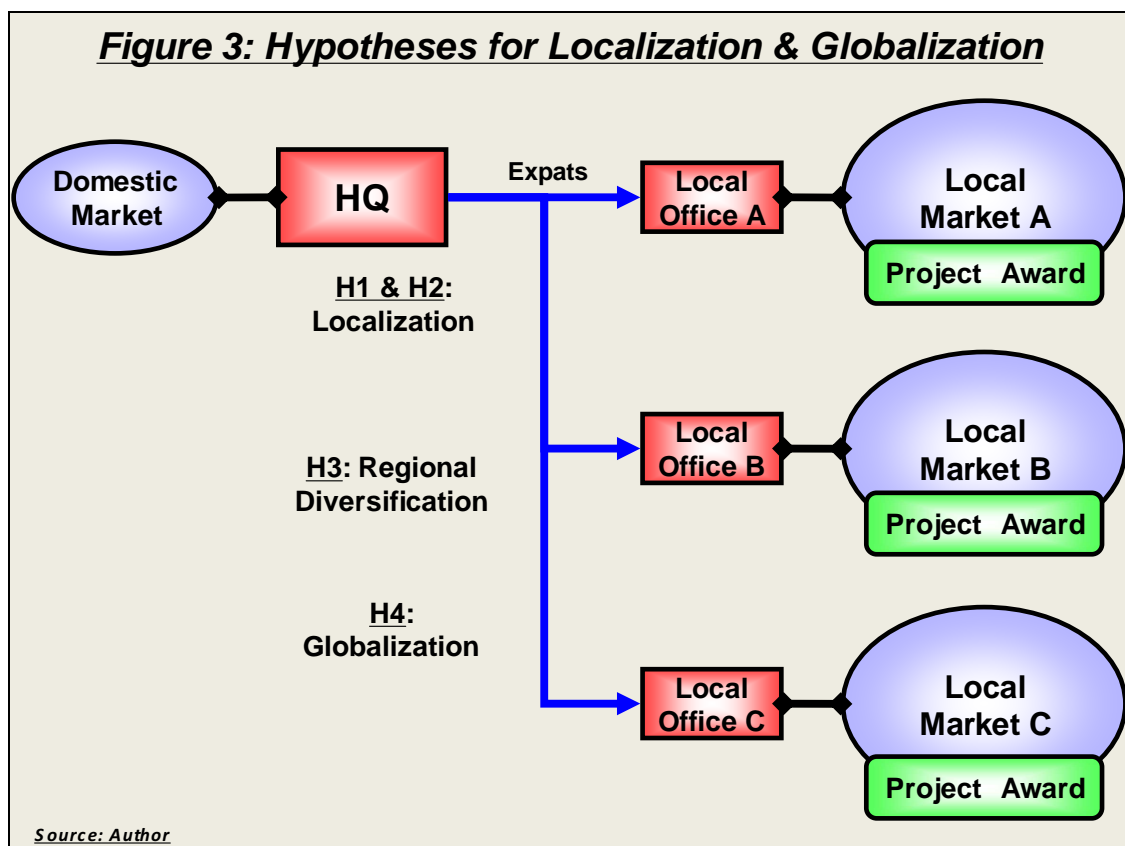 Figure 3: Hypotheses for Localization & Globalization
Domestic
Market
HQ
Expats
Local
Office A
Local
Market A
Project Award
H1 & H2:
Localization
Local
Office B
Local
Market B
Project Award
H3: Regional
Diversification
H4:
Globalization
Local
Office C
Local
Market C
Project Award
Source: Author